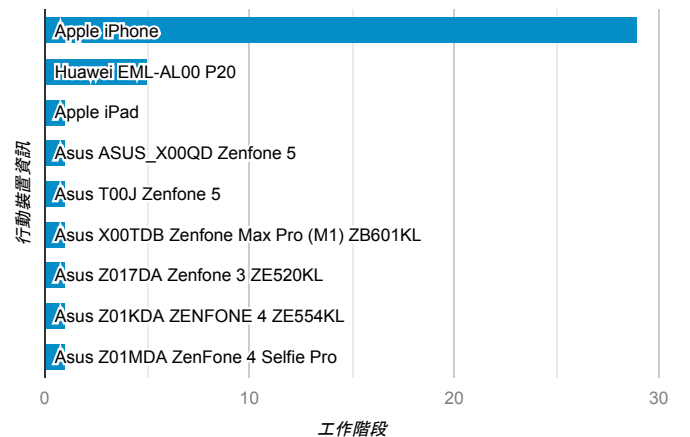 Apple iPhone
Huawei EML-AL00 P20
Apple iPad
Asus ASUS_X00QD Zenfone 5
Asus T00J Zenfone 5
Asus X00TDB Zenfone Max Pro (M1) ZB601KL
Asus Z017DA Zenfone 3 ZE520KL
Asus Z01KDA ZENFONE 4 ZE554KL
Asus Z01MDA ZenFone 4 Selfie Pro
行動裝置資訊
0 10 20 30
工作階段